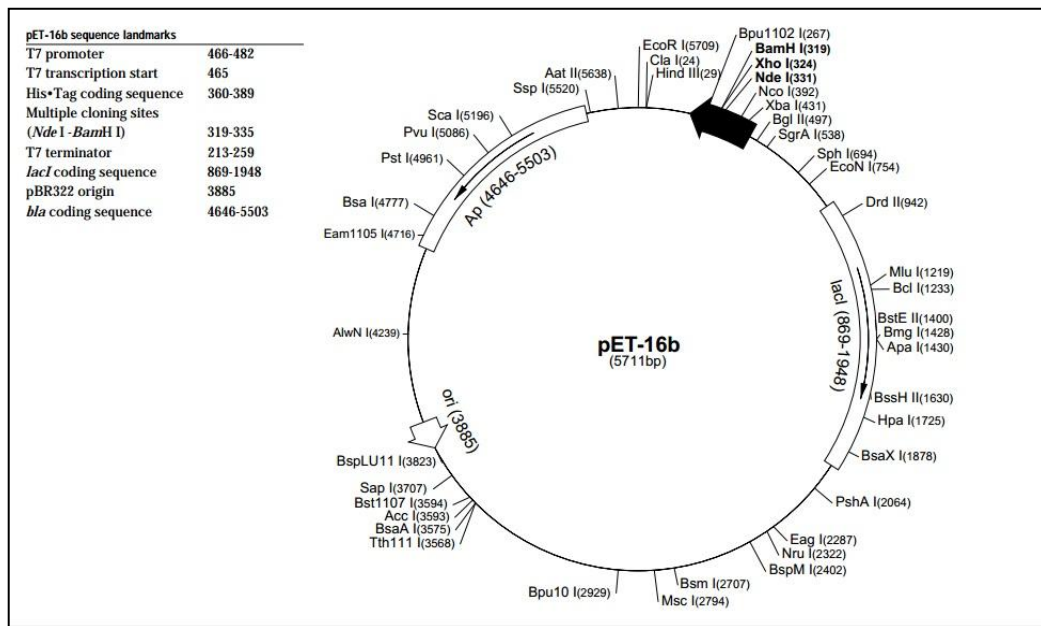 pET-16b sequence landmarks
T7 promoter 466-482
T7 transcription start 465
His•Tag coding sequence 360-389
Multiple cloning sites
(Nde I -BamH I) 319-335
T7 terminator 213-259
lacI coding sequence 869-1948
pBR322 origin 3885
bla coding sequence 4646-5503
EcoR I(5709)
Cla I(24)
Hind III(29)
Bpu1102 I(267)
BamH I(319)
Xho I(324)
Nde I(331)
Nco I(392)
Xba I(431)
Bgl II(497)
SgrA I(538)
Sph I(694)
EcoN I(754)
Drd II(942)
Mlu I(1219)
Bcl I(1233)
BstE II(1400)
Bmg I(1428)
Apa I(1430)
BssH II(1630)
Hpa I(1725)
BsaX I(1878)
PshA I(2064)
Eag I(2287)
Nru I(2322)
BspM I(2402)
Bsm I(2707)
Msc I(2794)
Bpu10 I(2929)
Tth111 I(3568)
BsaA I(3575)
Acc I(3593)
Bst1107 I(3594)
Sap I(3707)
BspLU11 I(3823)
AlwN I(4239)
Eam1105 I(4716)
Bsa I(4777)
Pst I(4961)
Pvu I(5086)
Sca I(5196)
Ssp I(5520)
Aat II(5638)
Ap (4646-5503)
lacI (869-1948)
ori (3885)
pET-16b
(5711bp)